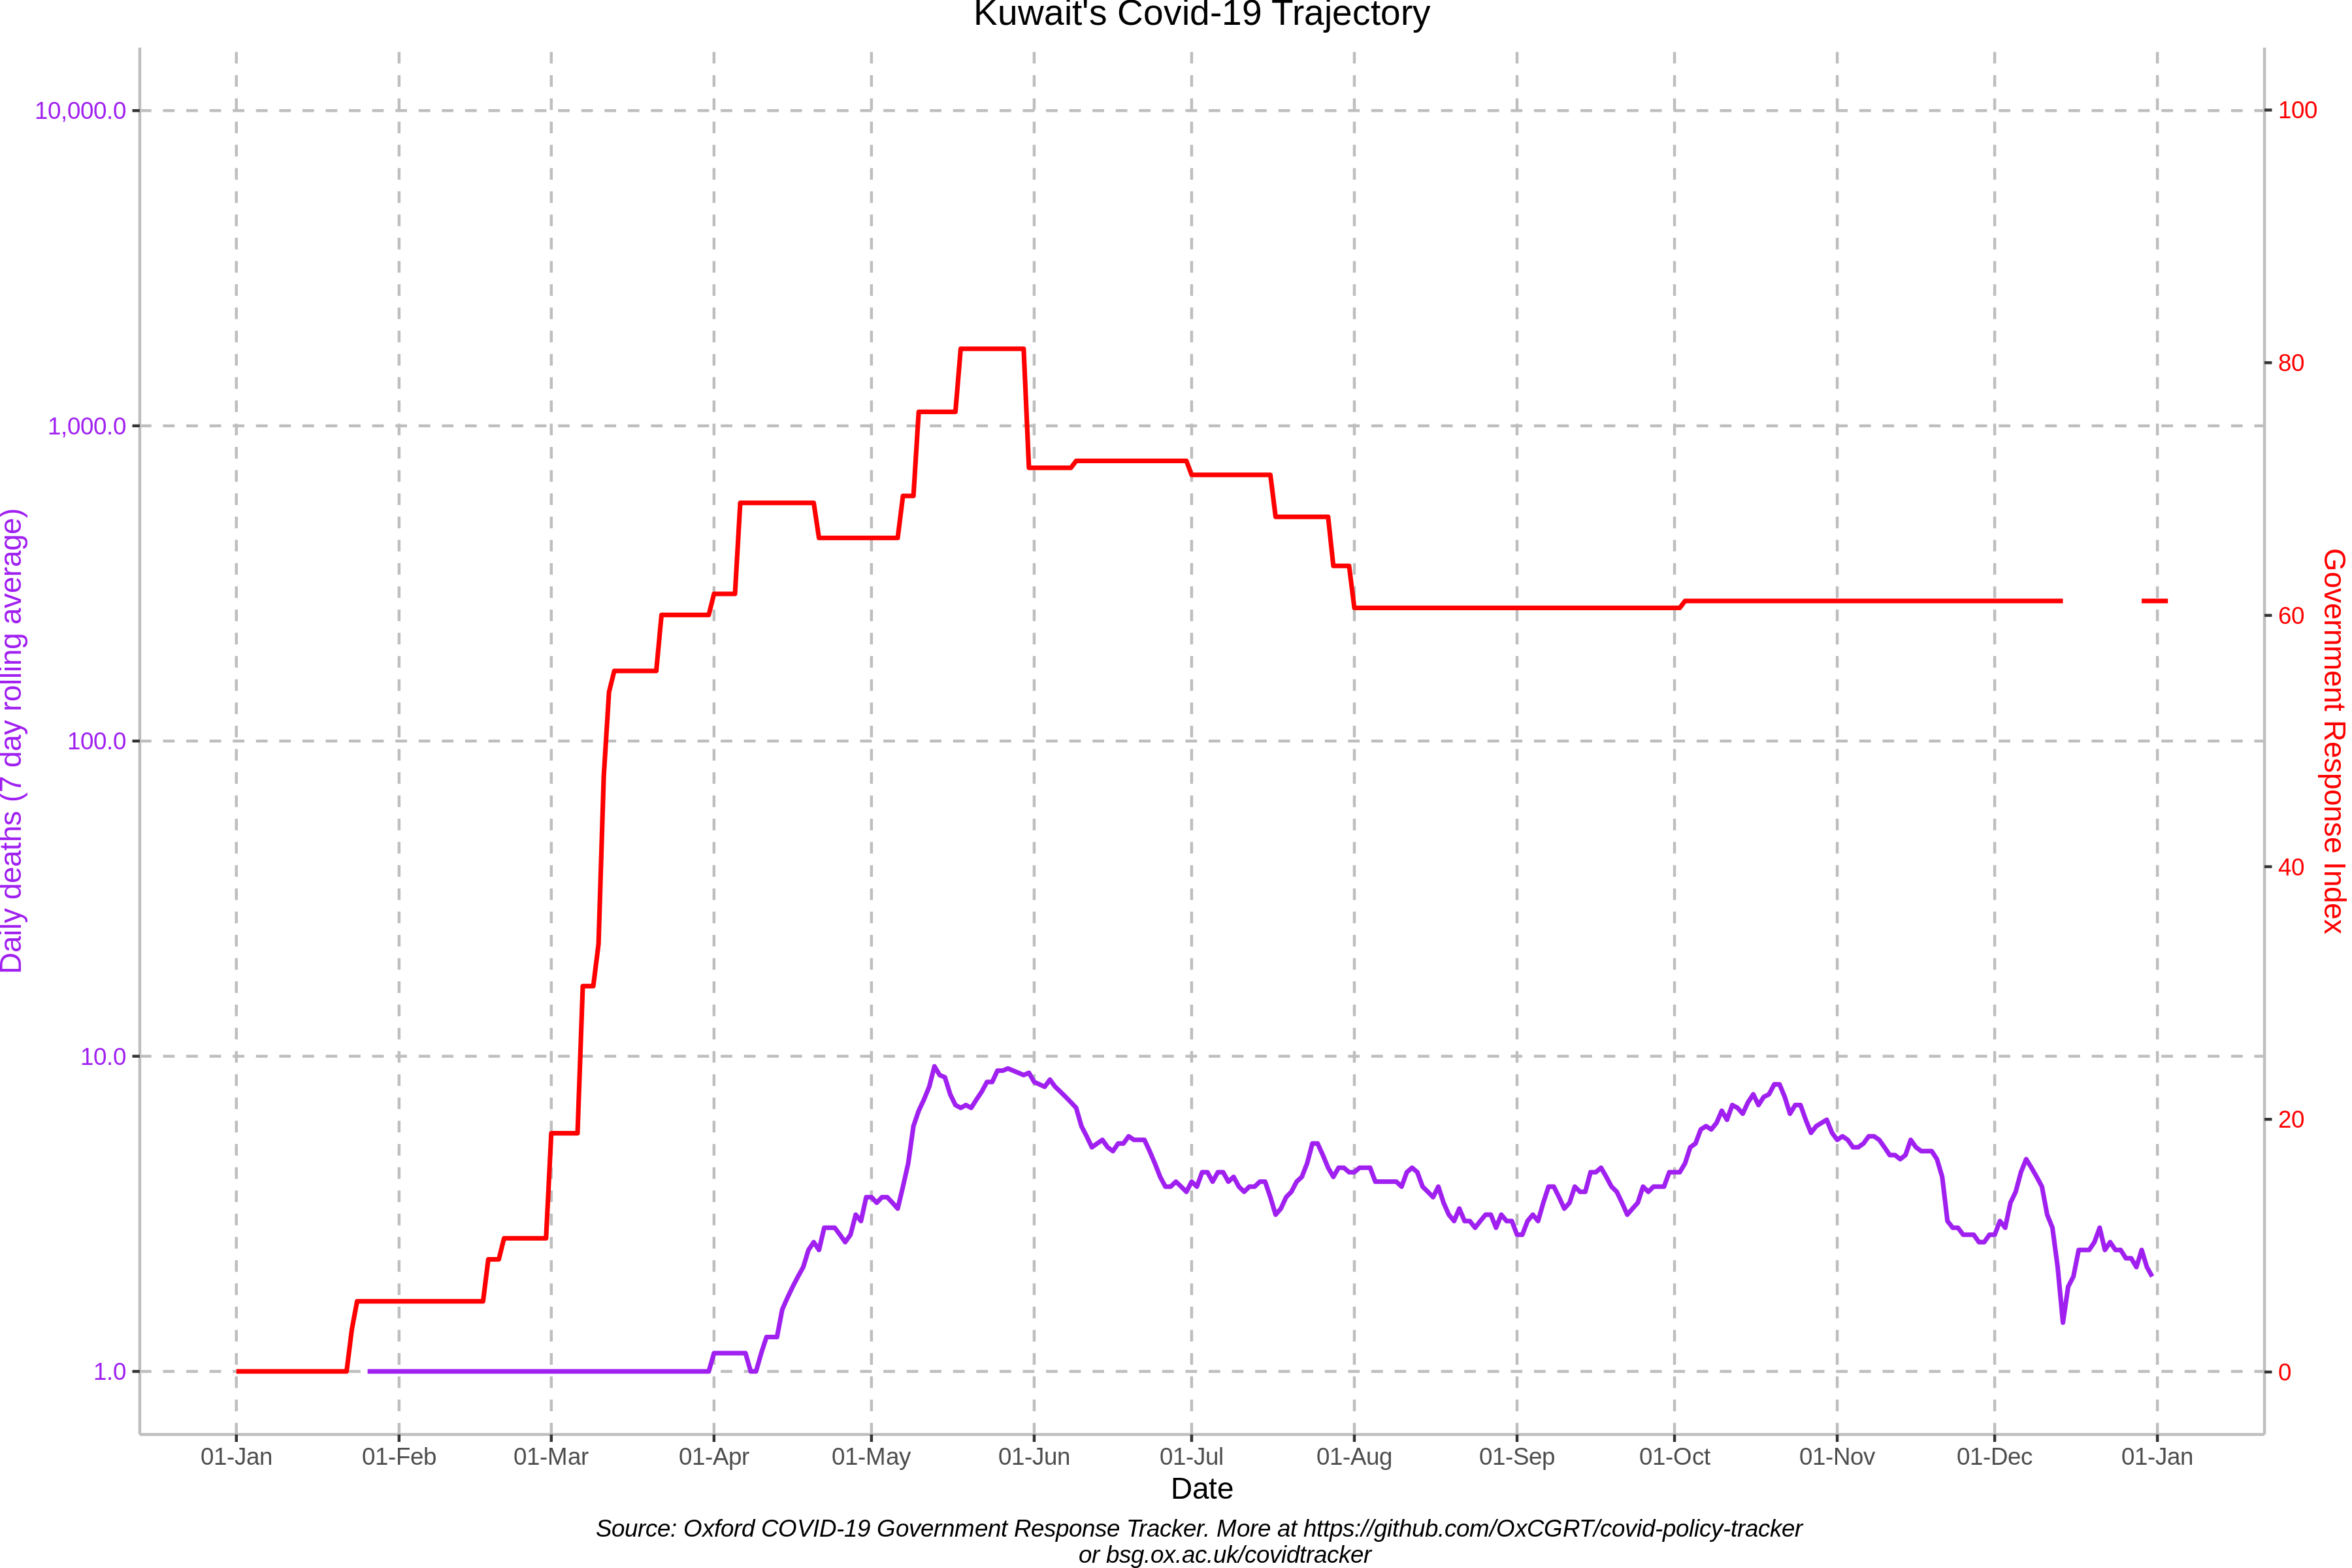 Kuwait's Covid-19 Trajectory
Daily deaths (7 day rolling average)
10,000.0
1,000.0
100.0
10.0
1.0
100
80
60
40
20
0
Government Response Index
01-Jan 01-Feb 01-Mar 01-Apr 01-May 01-Jun 01-Jul 01-Aug 01-Sep 01-Oct 01-Nov 01-Dec 01-Jan
Date
Source: Oxford COVID-19 Government Response Tracker. More at https://github.com/OxCGRT/covid-policy-tracker
or bsg.ox.ac.uk/covidtracker